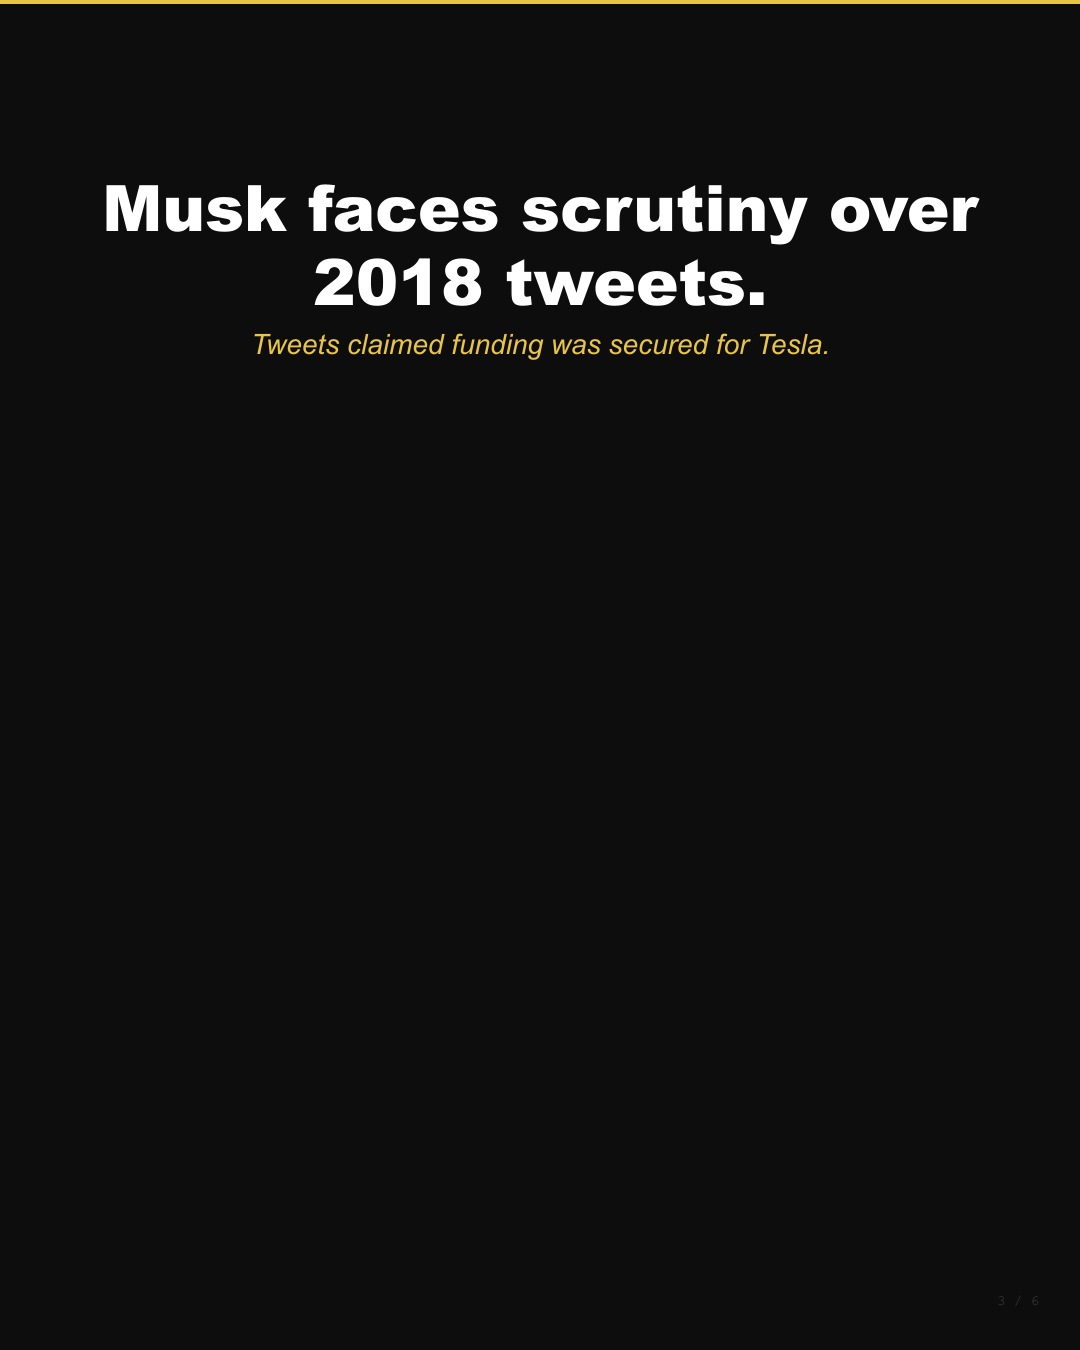 Musk faces scrutiny over
2018 tweets.
Tweets claimed funding was secured for Tesla.
3 / 6